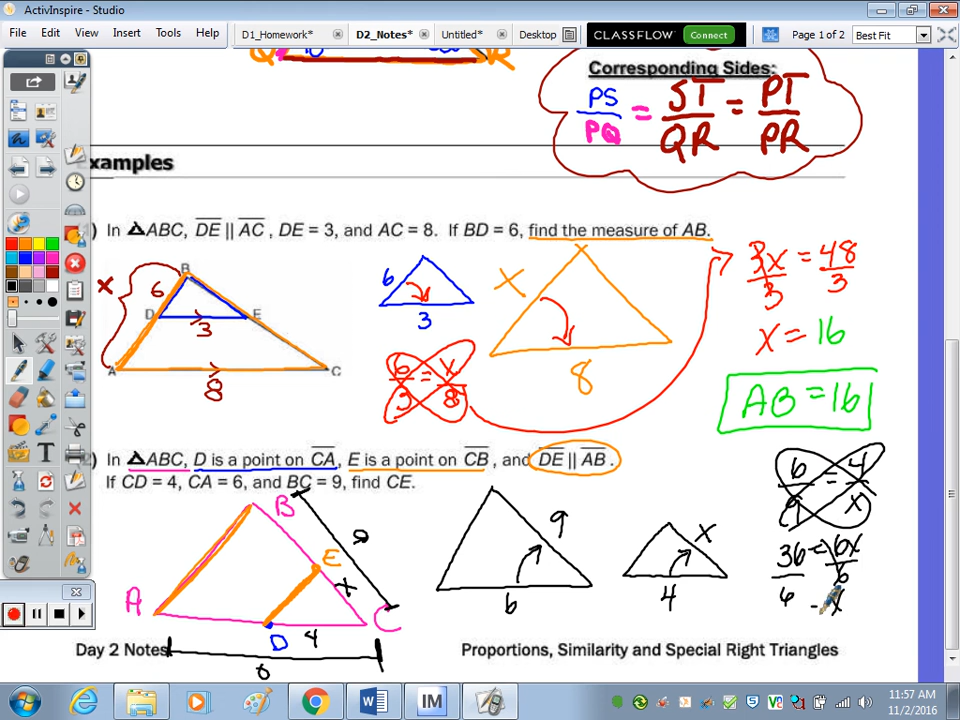 ActivInspire - Studio
File Edit View Insert Tools Help D1_Homework* D2_Notes* Untitled* Desktop CLASSFLOW Connect Page 1 of 2 Best Fit
Q R
Corresponding Sides:
PS/PQ = ST/QR = PT/PR
xamples
) In △ABC, DE || AC, DE = 3, and AC = 8. If BD = 6, find the measure of AB.
3x/3 = 48/3
x = 16
AB = 16
B
x 6
D E
3
A C
8
6
3
x
8
6/3 = x/8
) In △ABC, D is a point on CA, E is a point on CB, and DE || AB.
If CD = 4, CA = 6, and BC = 9, find CE.
6/9 = 4/x
36/6 = 6x/6
B
9
E
x
A
D
4
C
6
9
6
x
4
Day 2 Notes
Proportions, Similarity and Special Right Triangles
IM
11:57 AM
11/2/2016